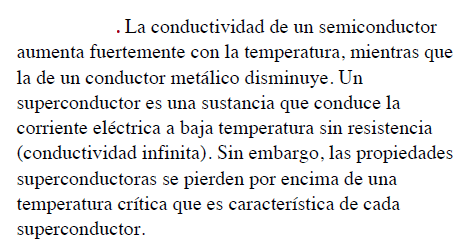 . La conductividad de un semiconductor
aumenta fuertemente con la temperatura, mientras que
la de un conductor metálico disminuye. Un
superconductor es una sustancia que conduce la
corriente eléctrica a baja temperatura sin resistencia
(conductividad infinita). Sin embargo, las propiedades
superconductoras se pierden por encima de una
temperatura crítica que es característica de cada
superconductor.